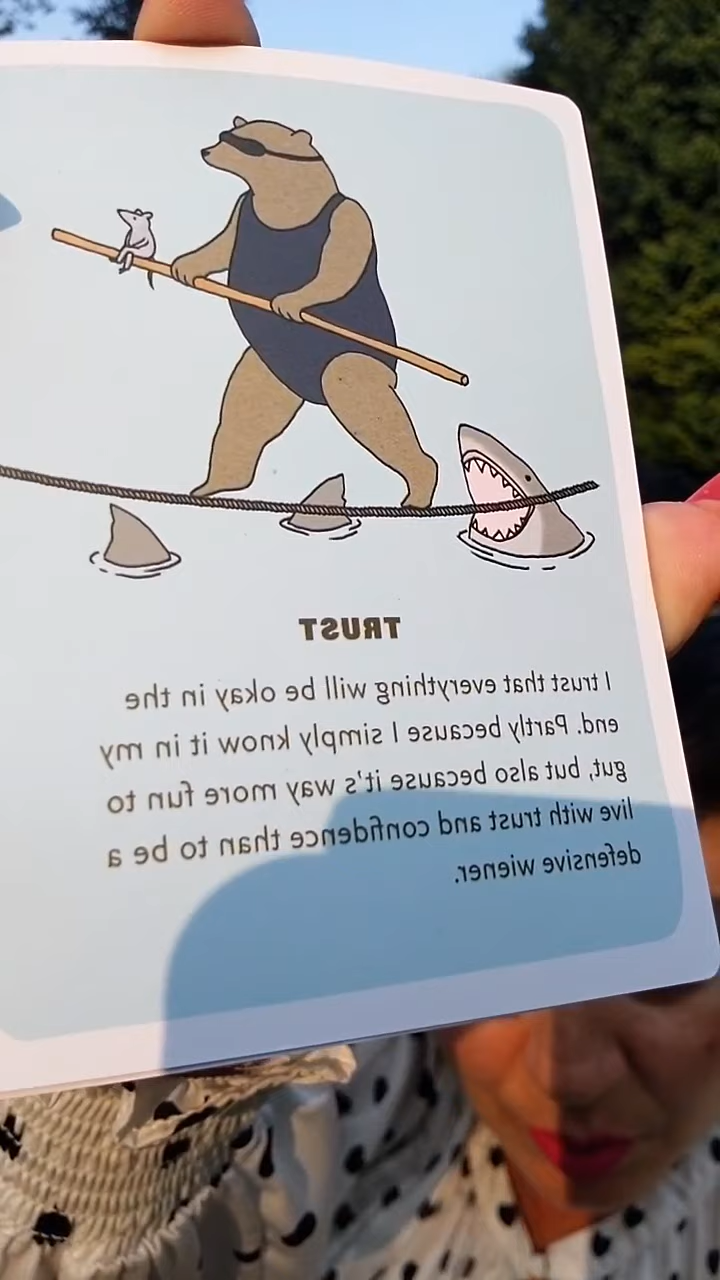 TRUST
I trust that everything will be okay in the
end. Partly because I simply know it in my
gut, but also because it's way more fun to
live with trust and confidence than to be a
defensive wiener.